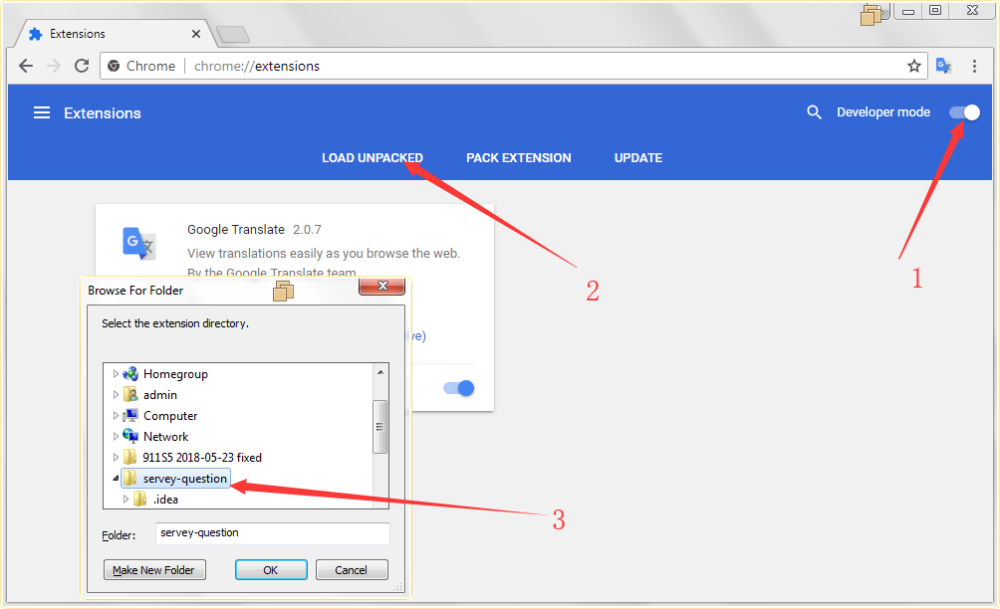 Extensions
Chrome | chrome://extensions
Extensions
Developer mode
LOAD UNPACKED PACK EXTENSION UPDATE
1
Google Translate 2.0.7
View translations easily as you browse the web.
By the Google Translate team
2
Browse For Folder
Select the extension directory.
ve)
Homegroup
admin
Computer
Network
911S5 2018-05-23 fixed
servey-question
.idea
3
Folder: servey-question
Make New Folder OK Cancel